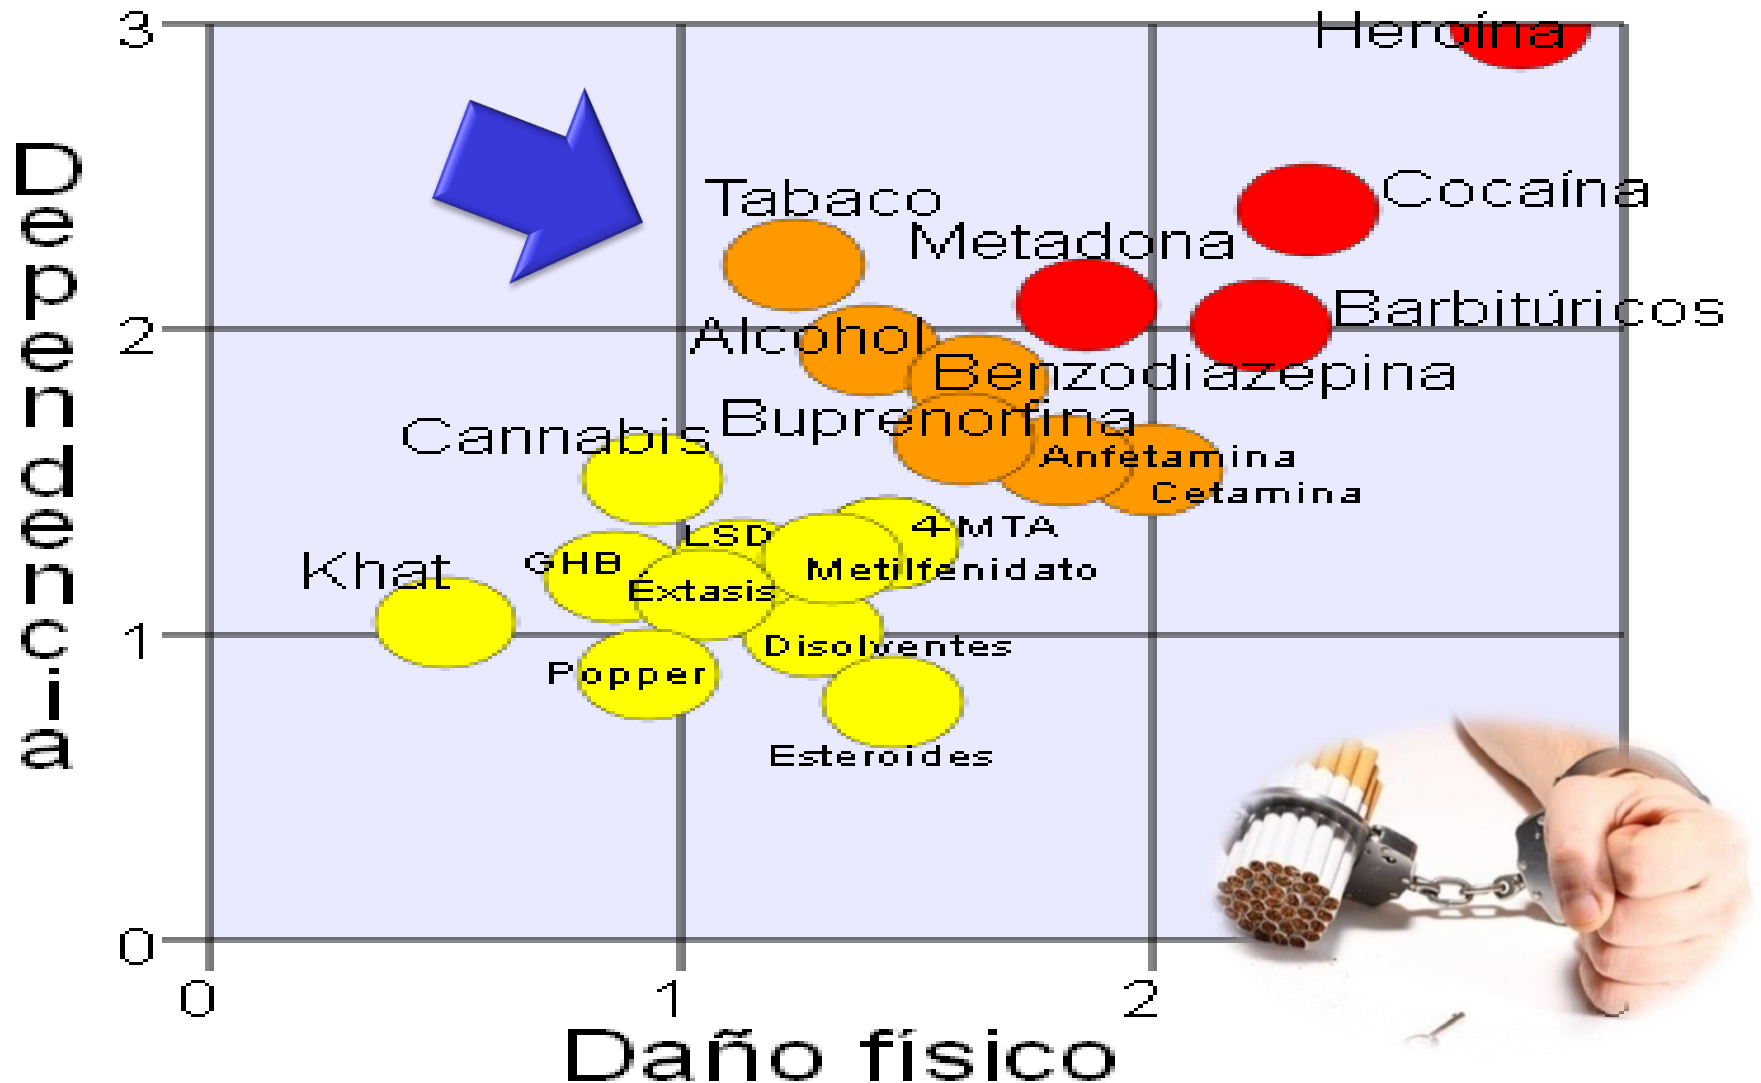 3
Heroína
Dependencia
Cocaína
Tabaco
Metadona
Barbitúricos
2
Alcohol
Benzodiazepina
Buprenorfina
Cannabis
Anfetamina
Cetamina
4-MTA
LSD
GHB
Khat
Metilfenidato
Éxtasis
1
Disolventes
Popper
Esteroides
0
0
1
2
Daño físico